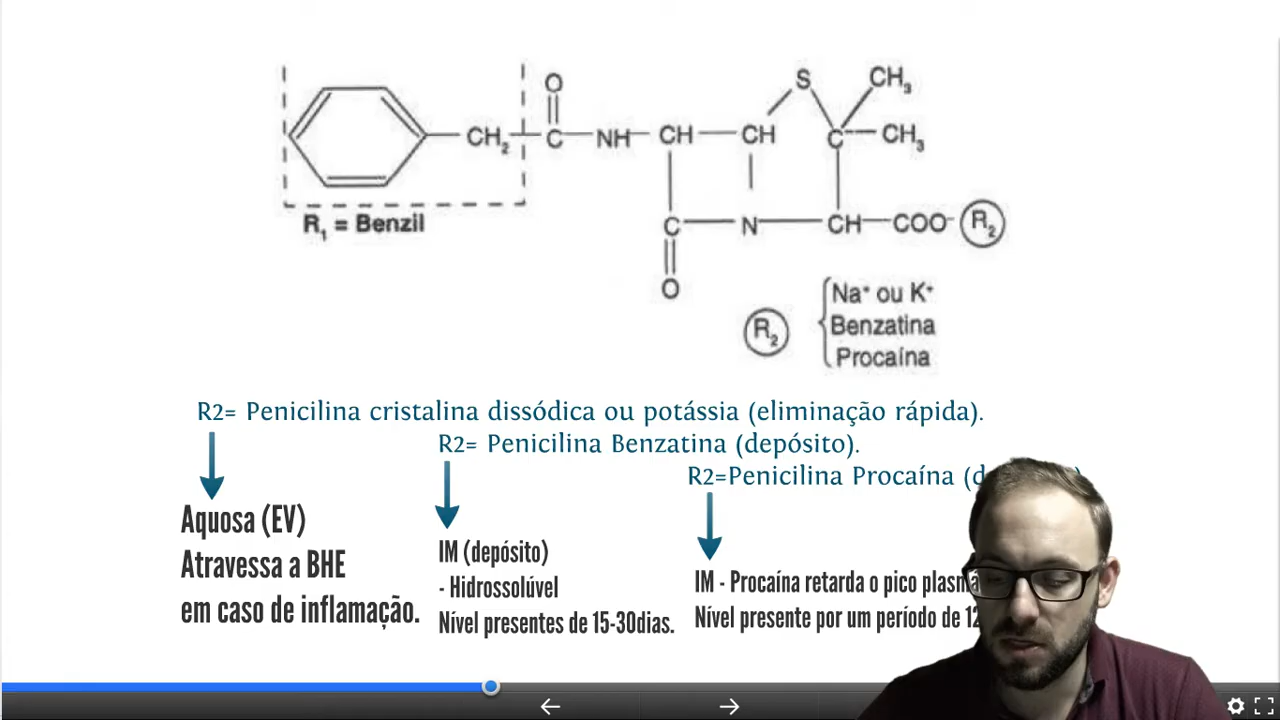 O
S
CH₃
CH₂
C
NH
CH
CH
C
CH₃
R₁ = Benzil
C
N
CH
COO⁻
R₂
O
R₂
Na⁺ ou K⁺
Benzatina
Procaína
R2= Penicilina cristalina dissódica ou potássia (eliminação rápida).
R2= Penicilina Benzatina (depósito).
R2=Penicilina Procaína
Aquosa (EV)
Atravessa a BHE
em caso de inflamação.
IM (depósito)
- Hidrossolúvel
Nível presentes de 15-30dias.
IM - Procaína retarda o pico
Nível presente por um período de